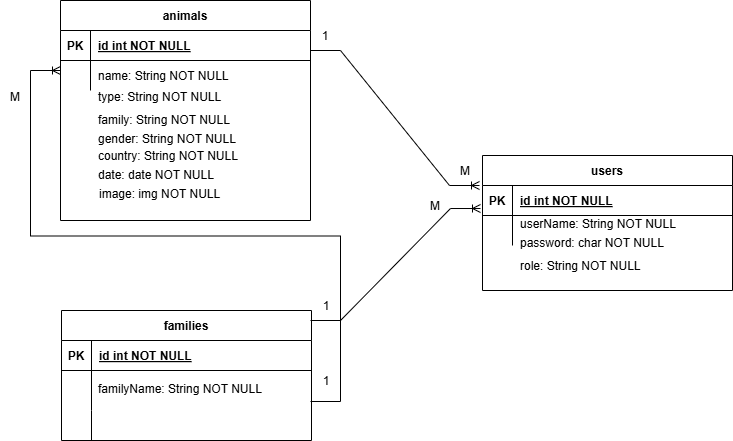 animals
PK id int NOT NULL
name: String NOT NULL
type: String NOT NULL
family: String NOT NULL
gender: String NOT NULL
country: String NOT NULL
date: date NOT NULL
image: img NOT NULL
1
M
M
M
users
PK id int NOT NULL
userName: String NOT NULL
password: char NOT NULL
role: String NOT NULL
families
PK id int NOT NULL
familyName: String NOT NULL
1
1